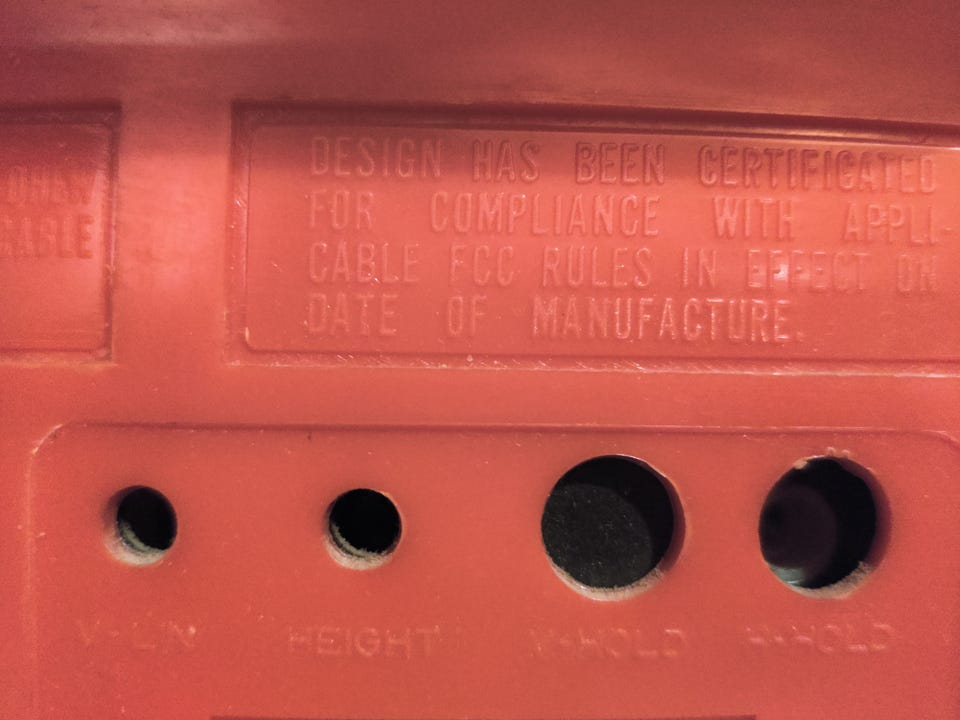 DESIGN HAS BEEN CERTIFICATED
FOR COMPLIANCE WITH APPLI-
CABLE FCC RULES IN EFFECT ON
DATE OF MANUFACTURE.
V-LIN HEIGHT V-HOLD H-HOLD